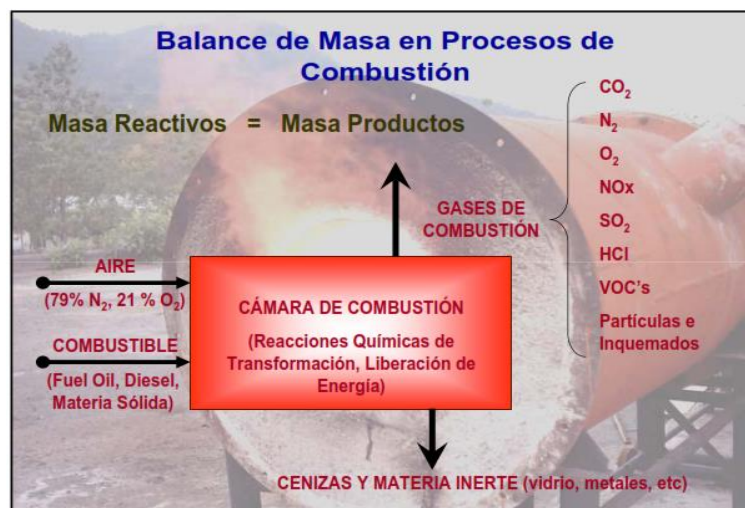 Balance de Masa en Procesos de
Combustión
Masa Reactivos = Masa Productos
CO₂
N₂
O₂
NOx
SO₂
HCl
VOC's
Partículas e
Inquemados
GASES DE
COMBUSTIÓN
AIRE
(79% N₂, 21 % O₂)
COMBUSTIBLE
(Fuel Oil, Diesel,
Materia Sólida)
CÁMARA DE COMBUSTIÓN
(Reacciones Químicas de
Transformación, Liberación de
Energía)
CENIZAS Y MATERIA INERTE (vidrio, metales, etc)